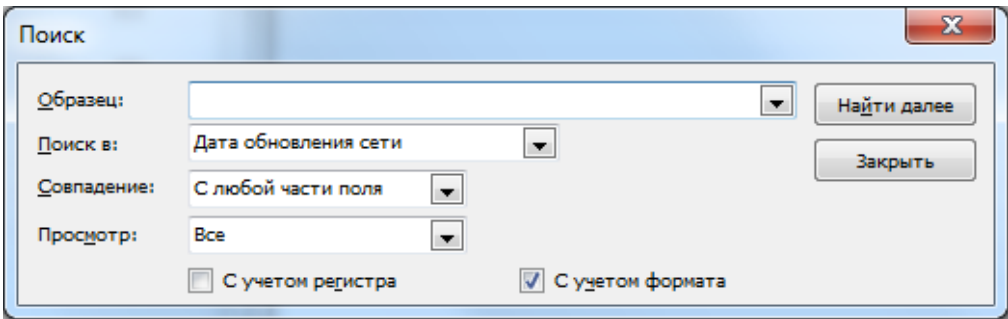 Поиск
Образец:
Найти далее
Поиск в: Дата обновления сети
Закрыть
Совпадение: С любой части поля
Просмотр: Все
С учетом регистра С учетом формата